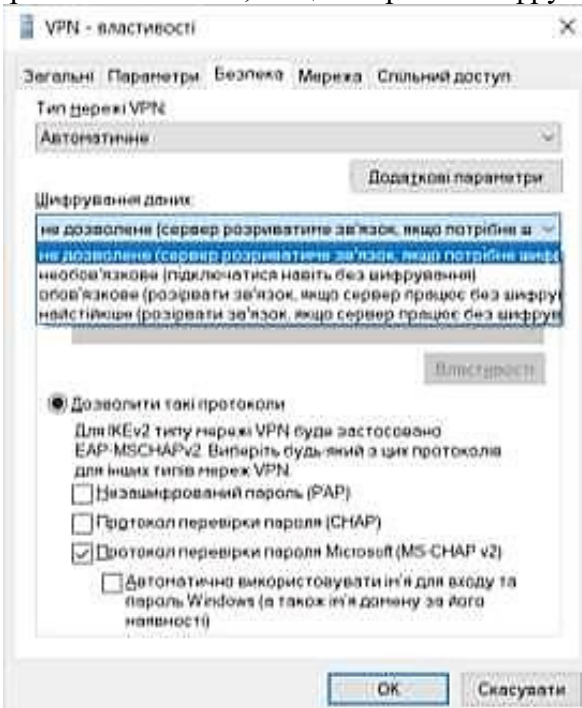 VPN - властивості
Загальні Параметри Безпека Мережа Спільний доступ
Тип мережі VPN:
Автоматичне
Додаткові параметри
Шифрування даних:
не дозволене (сервер розриватиме зв'язок, якщо потрібне ш
не дозволене (сервер розриватиме зв'язок, якщо потрібне шиф
необов'язкове (підключатися навіть без шифрування)
обов'язкове (розірвати зв'язок, якщо сервер працює без шифру
найстійкіше (розірвати зв'язок, якщо сервер працює без шифрув
Властивості
Дозволити такі протоколи
Для IKEv2 типу мережі VPN буде застосовано
EAP-MSCHAPv2. Виберіть будь-який з цих протоколів
для інших типів мереж VPN.
Незашифрований пароль (PAP)
Протокол перевірки пароля (CHAP)
Протокол перевірки пароля Microsoft (MS-CHAP v2)
Автоматично використовувати ім'я для входу та
пароль Windows (а також ім'я домену за його
наявності)
OK Скасувати